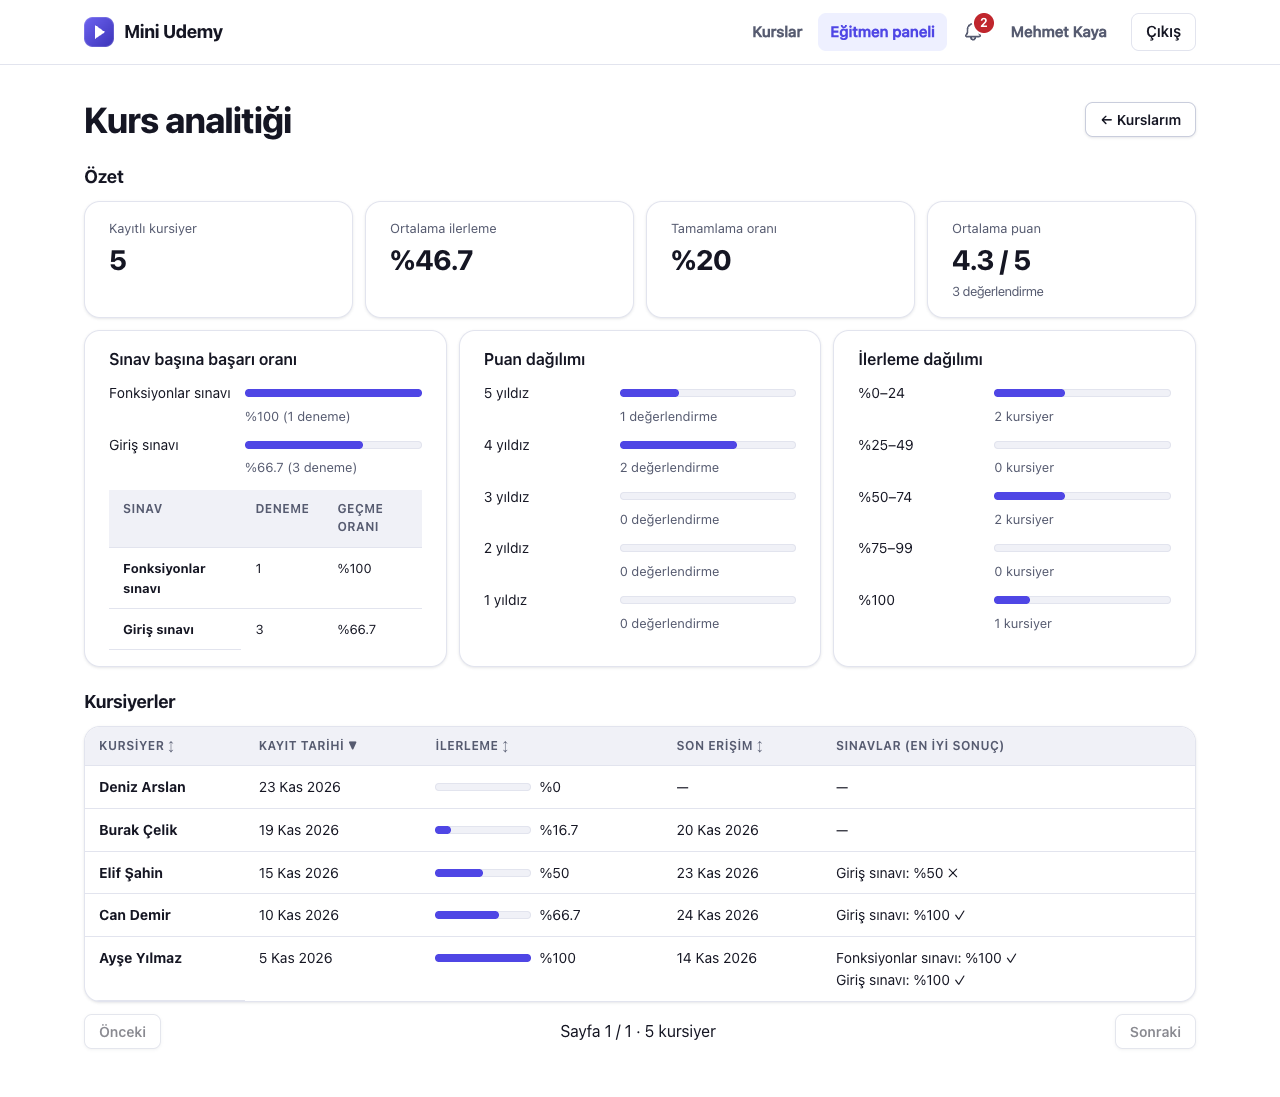 Mini Udemy
Kurslar
Eğitmen paneli
2
Mehmet Kaya
Çıkış
Kurs analitiği
← Kurslarım
Özet
Kayıtlı kursiyer
5
Ortalama ilerleme
%46.7
Tamamlama oranı
%20
Ortalama puan
4.3 / 5
3 değerlendirme
Sınav başına başarı oranı
Fonksiyonlar sınavı
%100 (1 deneme)
Giriş sınavı
%66.7 (3 deneme)
SINAV DENEME GEÇME ORANI
Fonksiyonlar sınavı 1 %100
Giriş sınavı 3 %66.7
Puan dağılımı
5 yıldız
1 değerlendirme
4 yıldız
2 değerlendirme
3 yıldız
0 değerlendirme
2 yıldız
0 değerlendirme
1 yıldız
0 değerlendirme
İlerleme dağılımı
%0–24
2 kursiyer
%25–49
0 kursiyer
%50–74
2 kursiyer
%75–99
0 kursiyer
%100
1 kursiyer
Kursiyerler
KURSİYER ↕ KAYIT TARİHİ ▼ İLERLEME ↕ SON ERİŞİM ↕ SINAVLAR (EN İYİ SONUÇ)
Deniz Arslan 23 Kas 2026 %0 — —
Burak Çelik 19 Kas 2026 %16.7 20 Kas 2026 —
Elif Şahin 15 Kas 2026 %50 23 Kas 2026 Giriş sınavı: %50 ✕
Can Demir 10 Kas 2026 %66.7 24 Kas 2026 Giriş sınavı: %100 ✓
Ayşe Yılmaz 5 Kas 2026 %100 14 Kas 2026 Fonksiyonlar sınavı: %100 ✓
Giriş sınavı: %100 ✓
Önceki
Sayfa 1 / 1 · 5 kursiyer
Sonraki